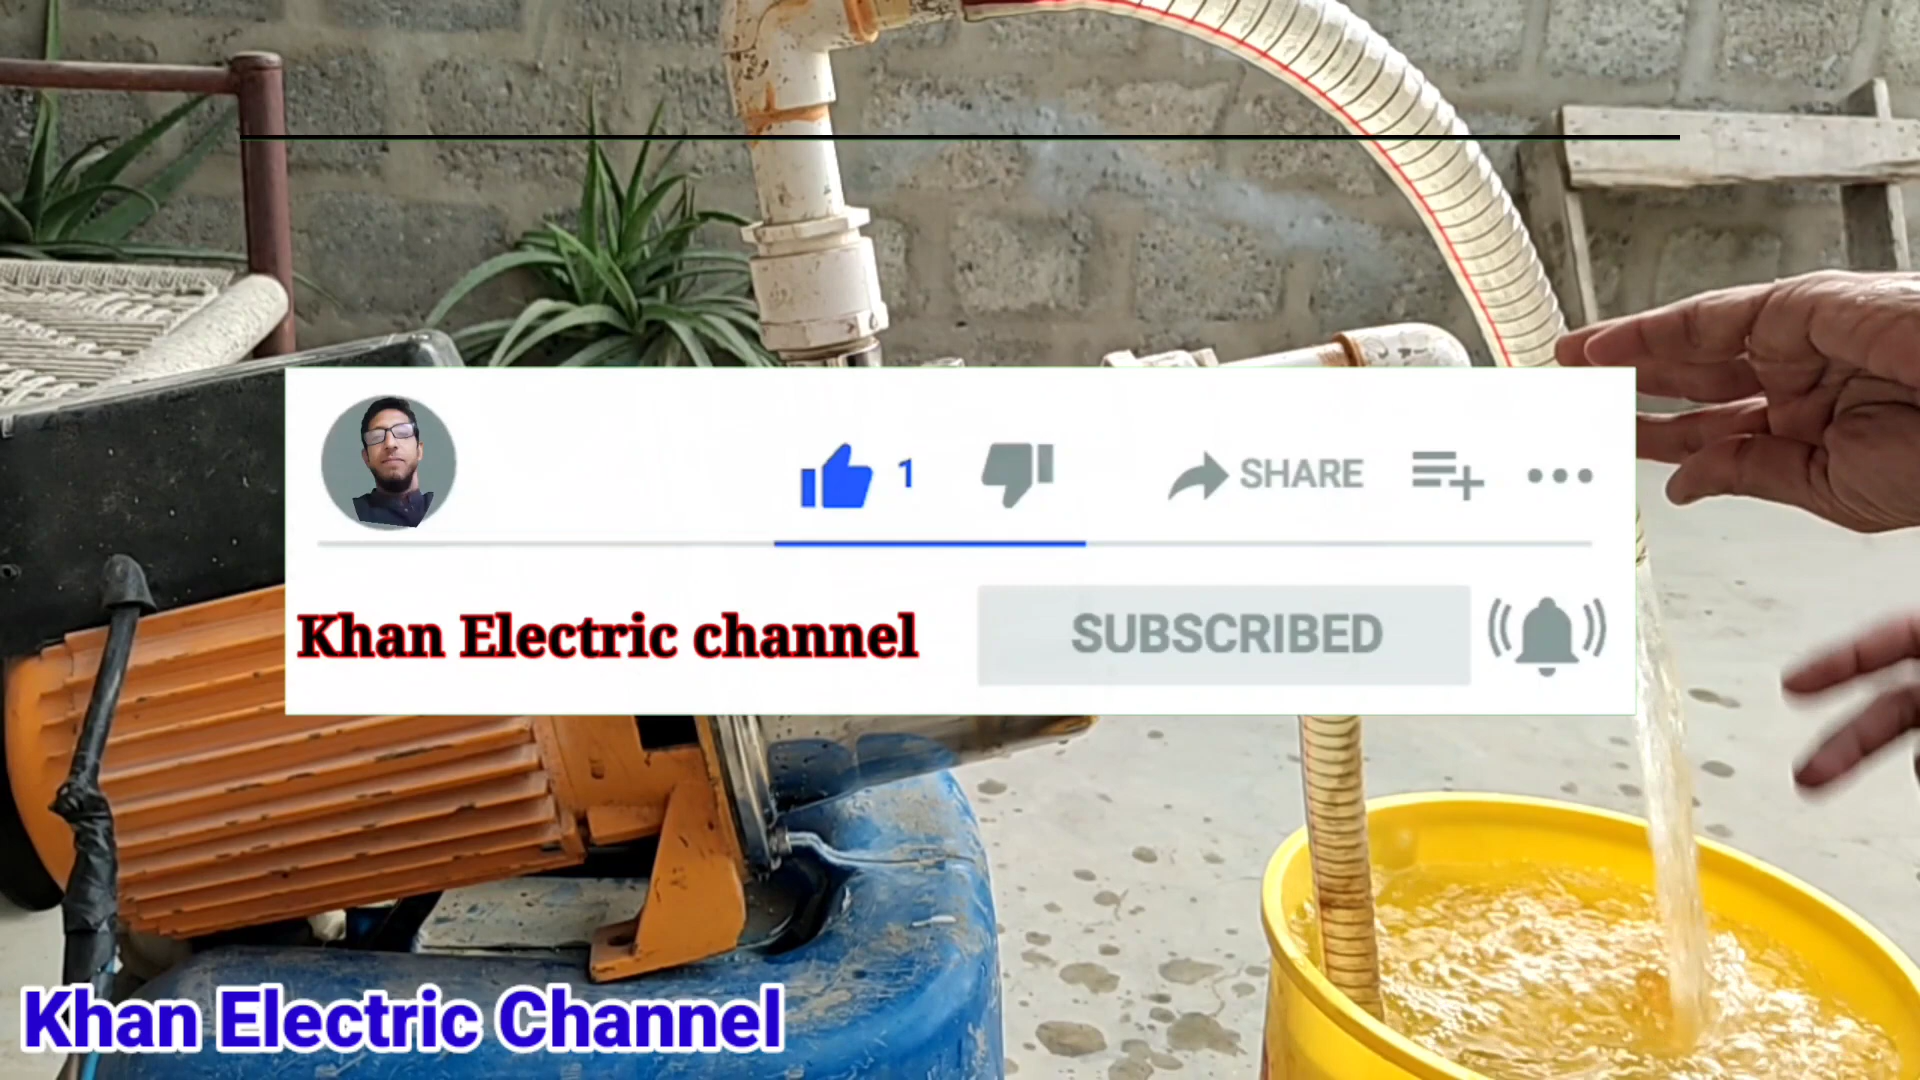 1
SHARE
Khan Electric channel
SUBSCRIBED
Khan Electric Channel